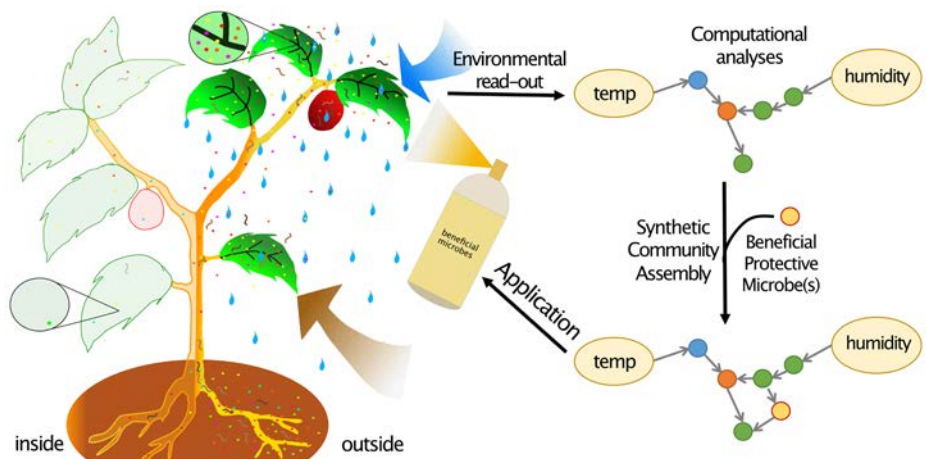 Environmental
read-out
Computational
analyses
temp
humidity
beneficial
microbes
Synthetic
Community
Assembly
Beneficial
Protective
Microbe(s)
Application
temp
humidity
inside
outside